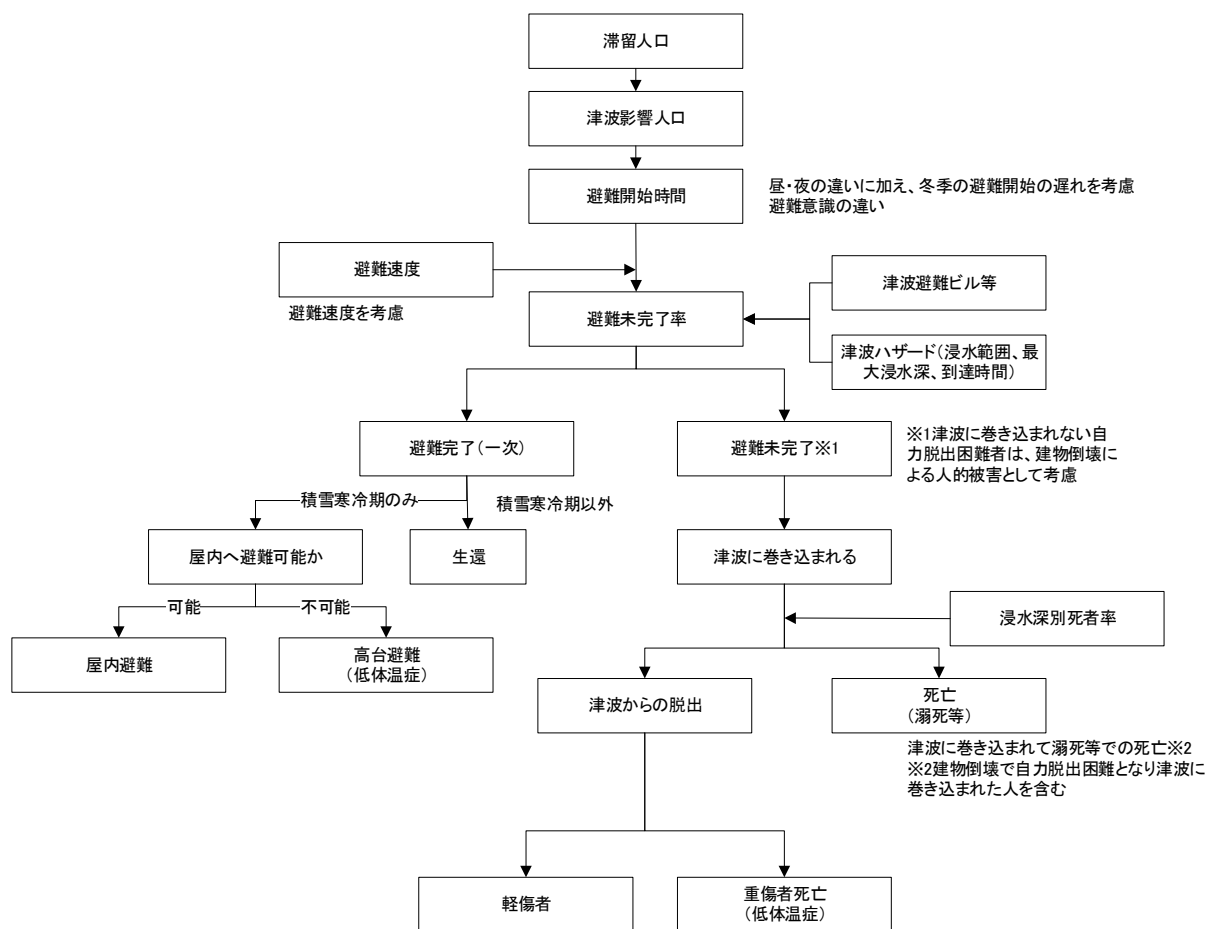 滞留人口
津波影響人口
避難開始時間
昼・夜の違いに加え、冬季の避難開始の遅れを考慮
避難意識の違い
避難速度
避難速度を考慮
避難未完了率
津波避難ビル等
津波ハザード（浸水範囲、最
大浸水深、到達時間）
避難完了（一次）
避難未完了※1
※1津波に巻き込まれない自
力脱出困難者は、建物倒壊に
よる人的被害として考慮
積雪寒冷期のみ
積雪寒冷期以外
屋内へ避難可能か
生還
津波に巻き込まれる
可能
不可能
浸水深別死者率
屋内避難
高台避難
（低体温症）
津波からの脱出
死亡
（溺死等）
津波に巻き込まれて溺死等での死亡※2
※2建物倒壊で自力脱出困難となり津波に
巻き込まれた人を含む
軽傷者
重傷者死亡
（低体温症）